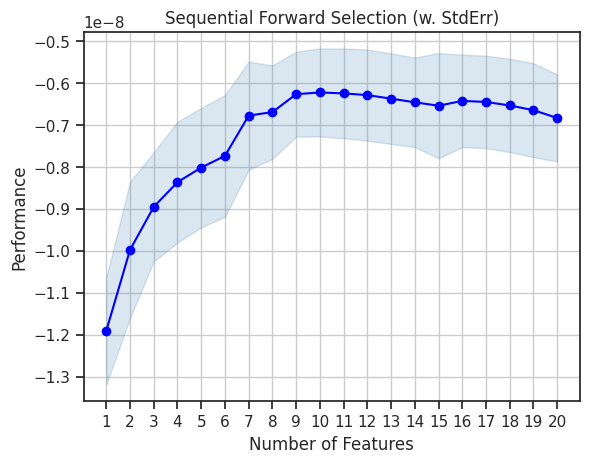 Sequential Forward Selection (w. StdErr)
1e−8
−0.5
−0.6
−0.7
−0.8
−0.9
−1.0
−1.1
−1.2
−1.3
Performance
1 2 3 4 5 6 7 8 9 10 11 12 13 14 15 16 17 18 19 20
Number of Features